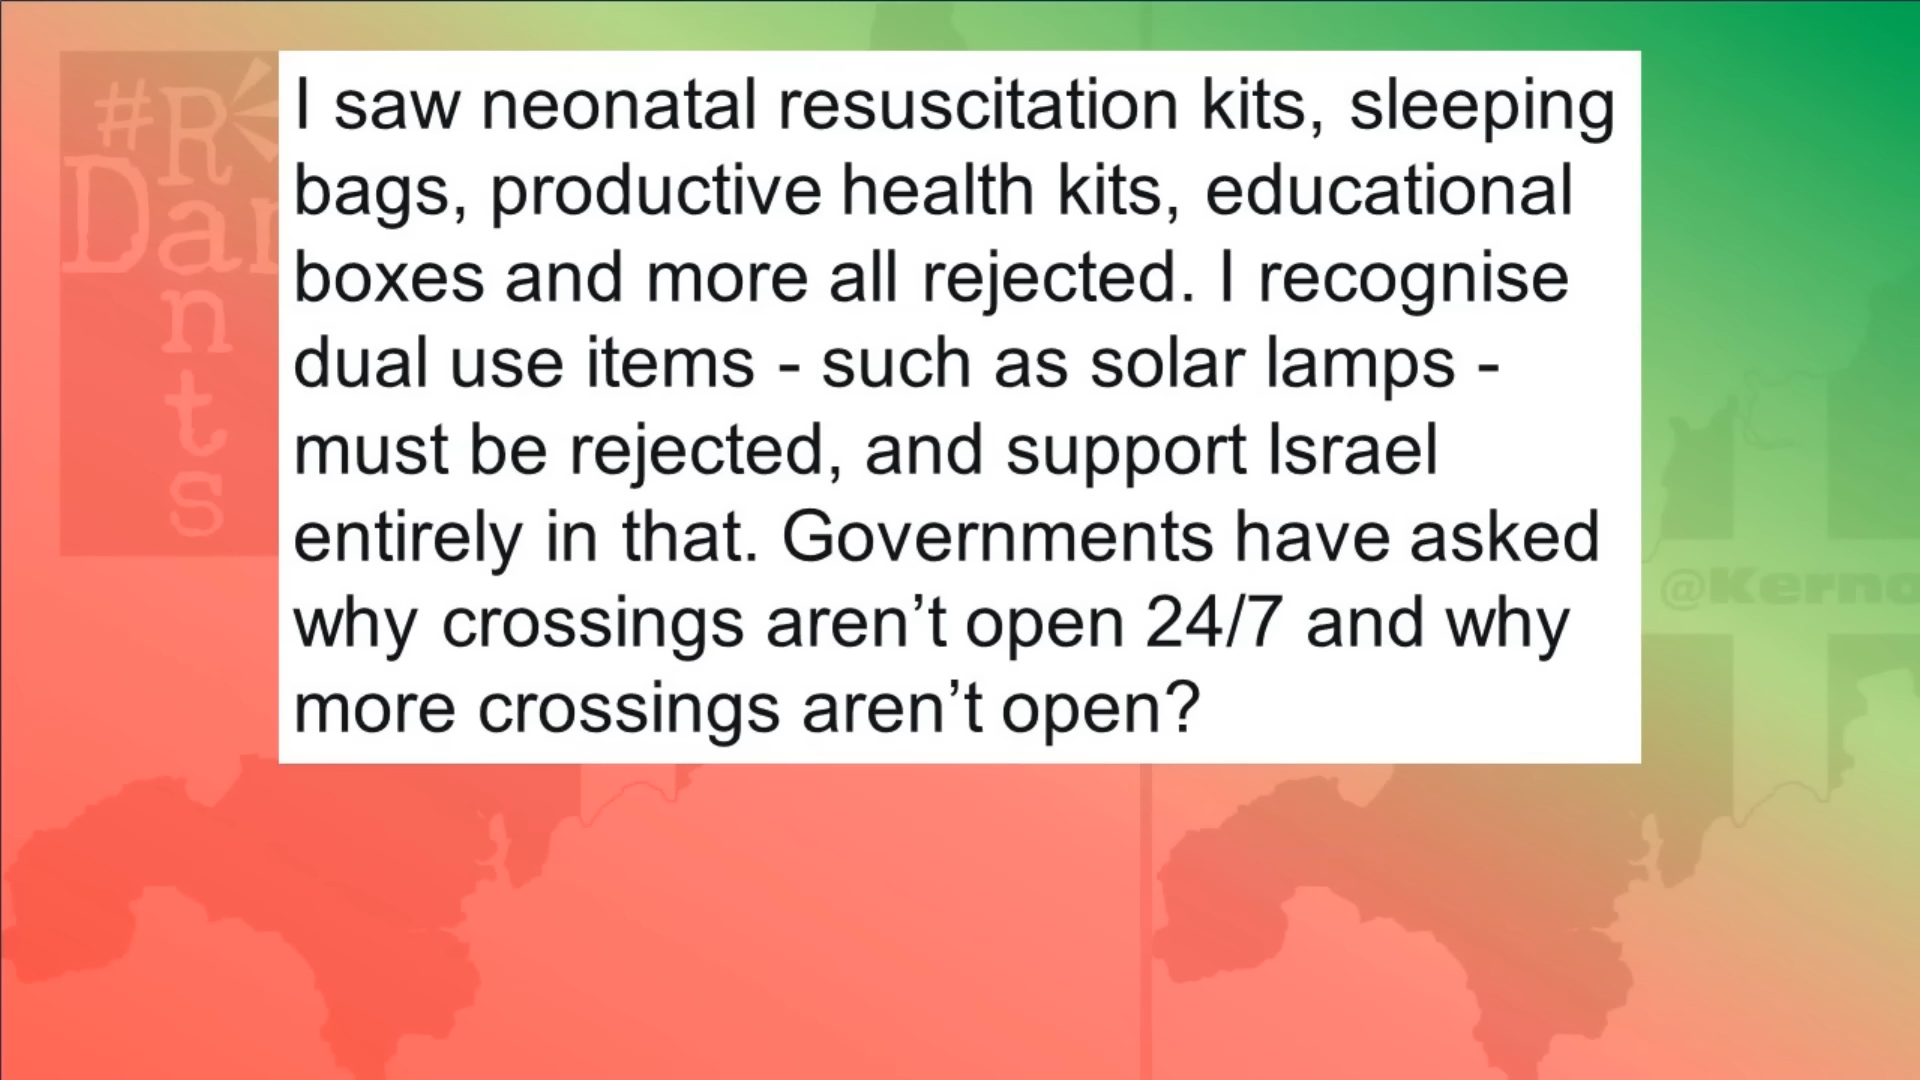 #R
Dan
n
t
s
I saw neonatal resuscitation kits, sleeping
bags, productive health kits, educational
boxes and more all rejected. I recognise
dual use items - such as solar lamps -
must be rejected, and support Israel
entirely in that. Governments have asked
why crossings aren’t open 24/7 and why
more crossings aren’t open?
@Kerno